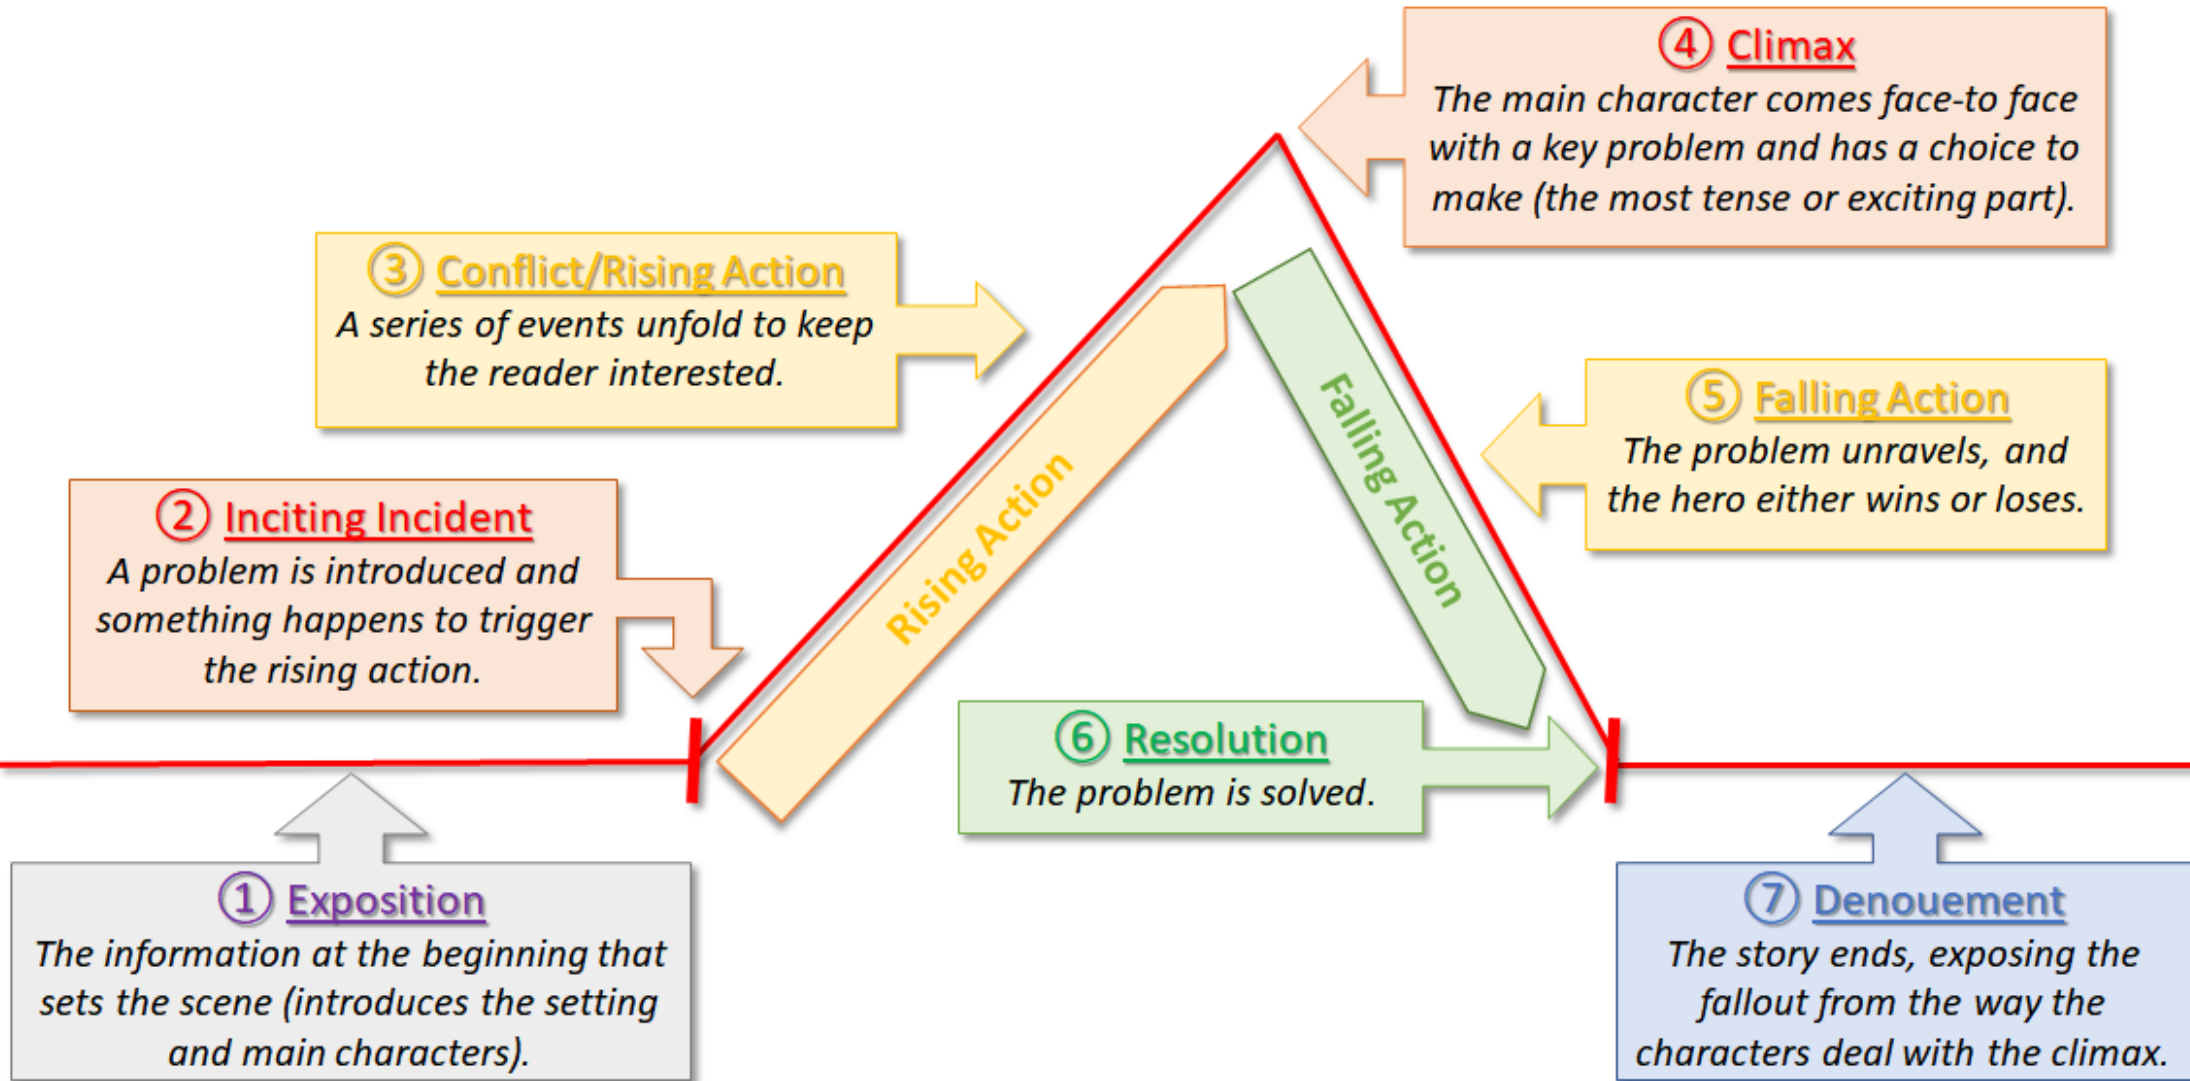 ① Exposition
The information at the beginning that
sets the scene (introduces the setting
and main characters).
② Inciting Incident
A problem is introduced and
something happens to trigger
the rising action.
③ Conflict/Rising Action
A series of events unfold to keep
the reader interested.
Rising Action
④ Climax
The main character comes face-to face
with a key problem and has a choice to
make (the most tense or exciting part).
Falling Action
⑤ Falling Action
The problem unravels, and
the hero either wins or loses.
⑥ Resolution
The problem is solved.
⑦ Denouement
The story ends, exposing the
fallout from the way the
characters deal with the climax.